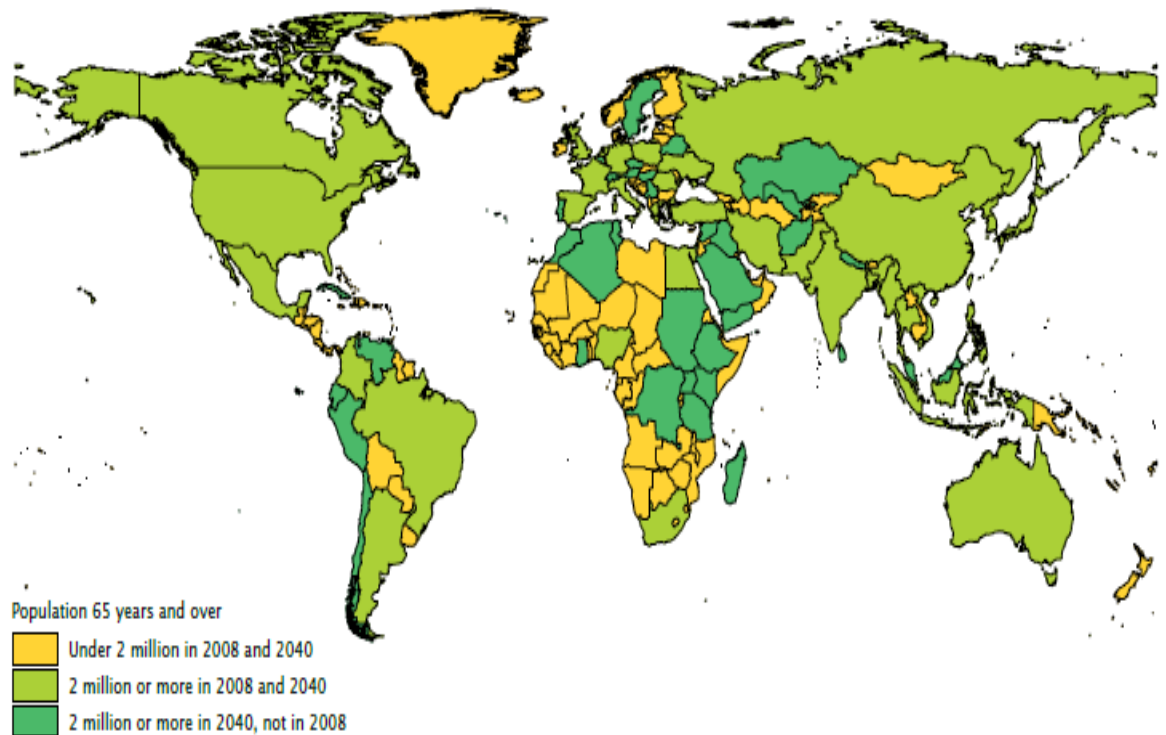 Population 65 years and over
Under 2 million in 2008 and 2040
2 million or more in 2008 and 2040
2 million or more in 2040, not in 2008